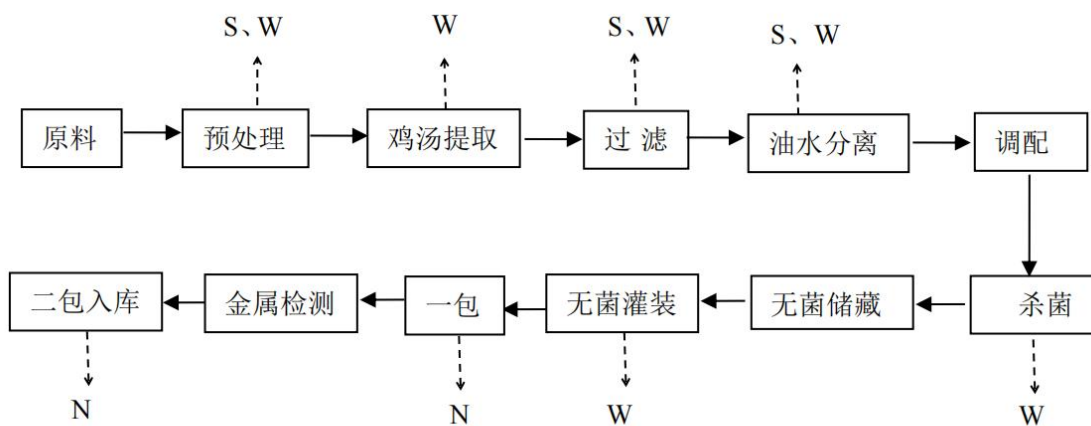 S、W
W
S、W
S、W
原料
预处理
鸡汤提取
过 滤
油水分离
调配
二包入库
金属检测
一包
无菌灌装
无菌储藏
杀菌
N
N
W
W